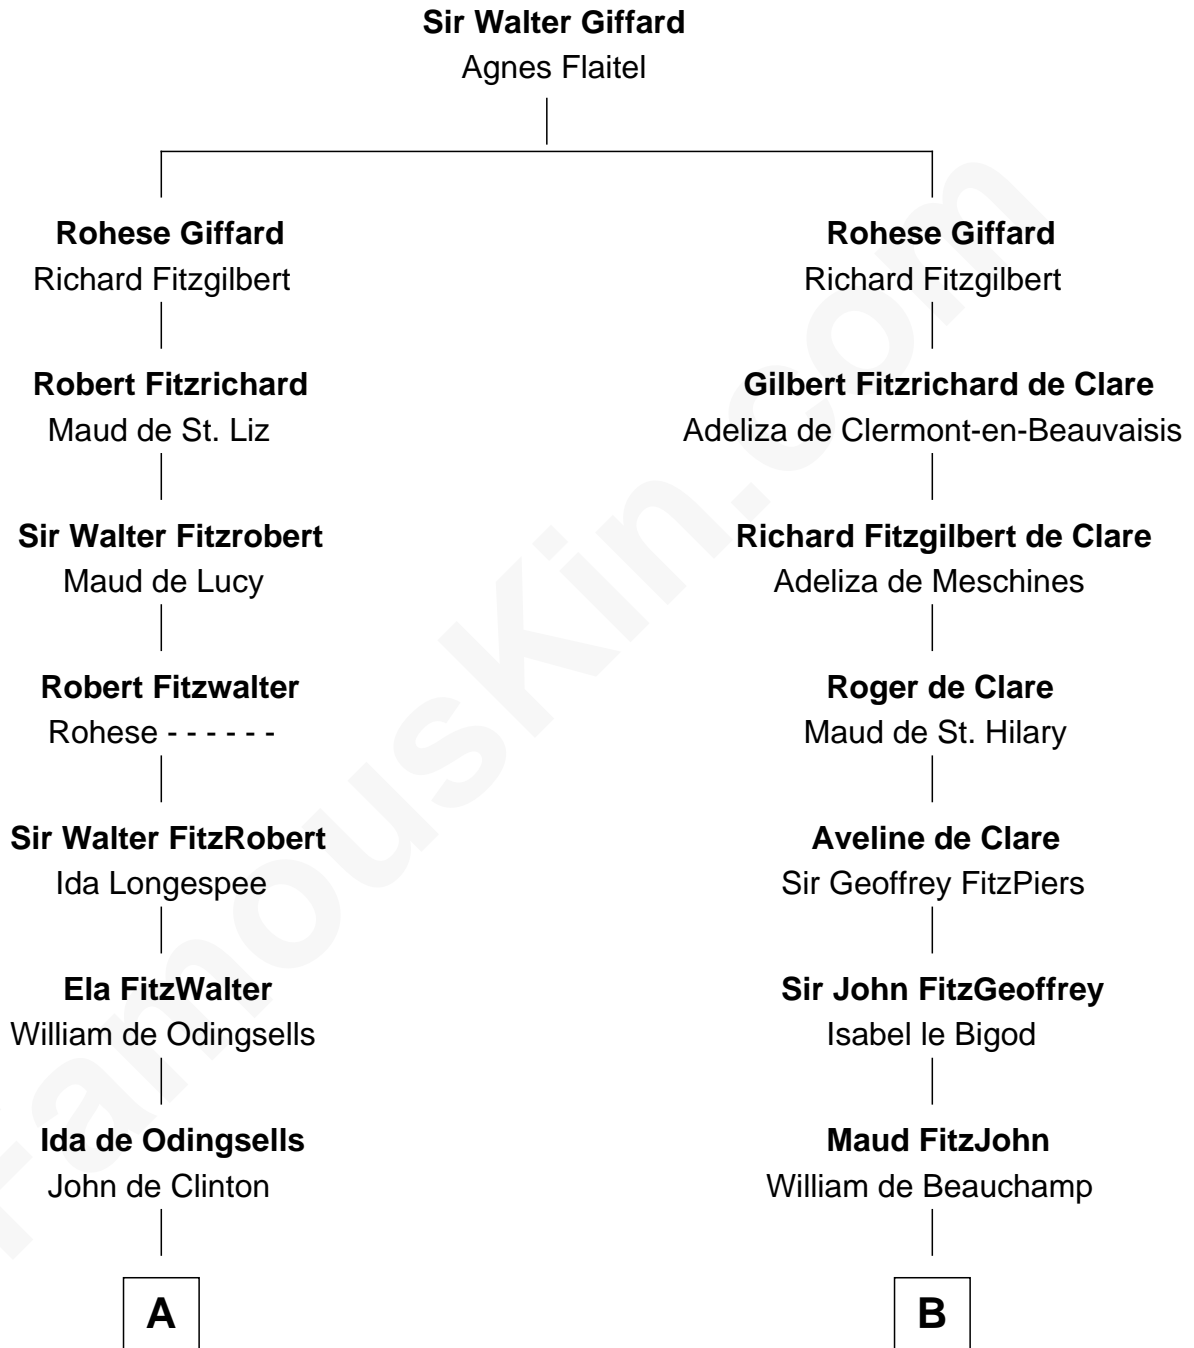 Sir Walter Giffard
Agnes Flaitel
Rohese Giffard
Richard Fitzgilbert
Rohese Giffard
Richard Fitzgilbert
Robert Fitzrichard
Maud de St. Liz
Gilbert Fitzrichard de Clare
Adeliza de Clermont-en-Beauvaisis
Sir Walter Fitzrobert
Maud de Lucy
Richard Fitzgilbert de Clare
Adeliza de Meschines
Robert Fitzwalter
Rohese - - - - - -
Roger de Clare
Maud de St. Hilary
Sir Walter FitzRobert
Ida Longespee
Aveline de Clare
Sir Geoffrey FitzPiers
Ela FitzWalter
William de Odingsells
Sir John FitzGeoffrey
Isabel le Bigod
Ida de Odingsells
John de Clinton
Maud FitzJohn
William de Beauchamp
A
B
FamousKin.com